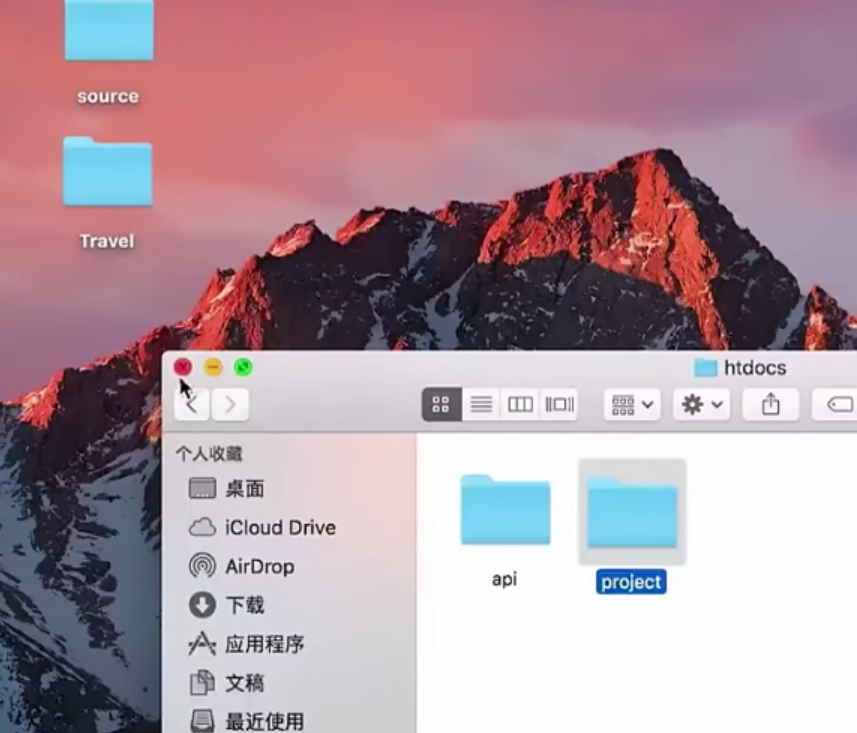 source
Travel
htdocs
个人收藏
桌面
iCloud Drive
AirDrop
下载
应用程序
文稿
最近使用
api
project